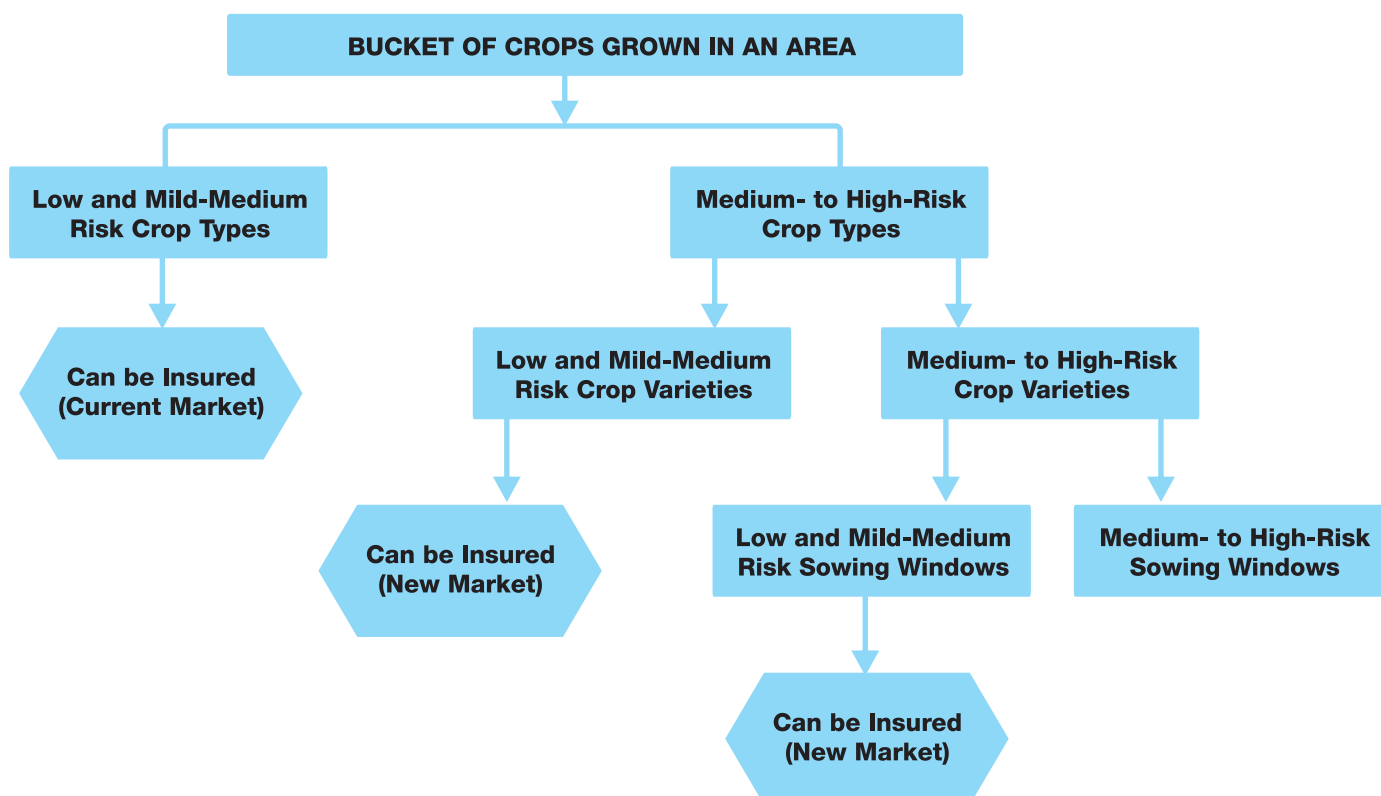 BUCKET OF CROPS GROWN IN AN AREA
Low and Mild-Medium
Risk Crop Types
Medium- to High-Risk
Crop Types
Can be Insured
(Current Market)
Low and Mild-Medium
Risk Crop Varieties
Medium- to High-Risk
Crop Varieties
Can be Insured
(New Market)
Low and Mild-Medium
Risk Sowing Windows
Medium- to High-Risk
Sowing Windows
Can be Insured
(New Market)